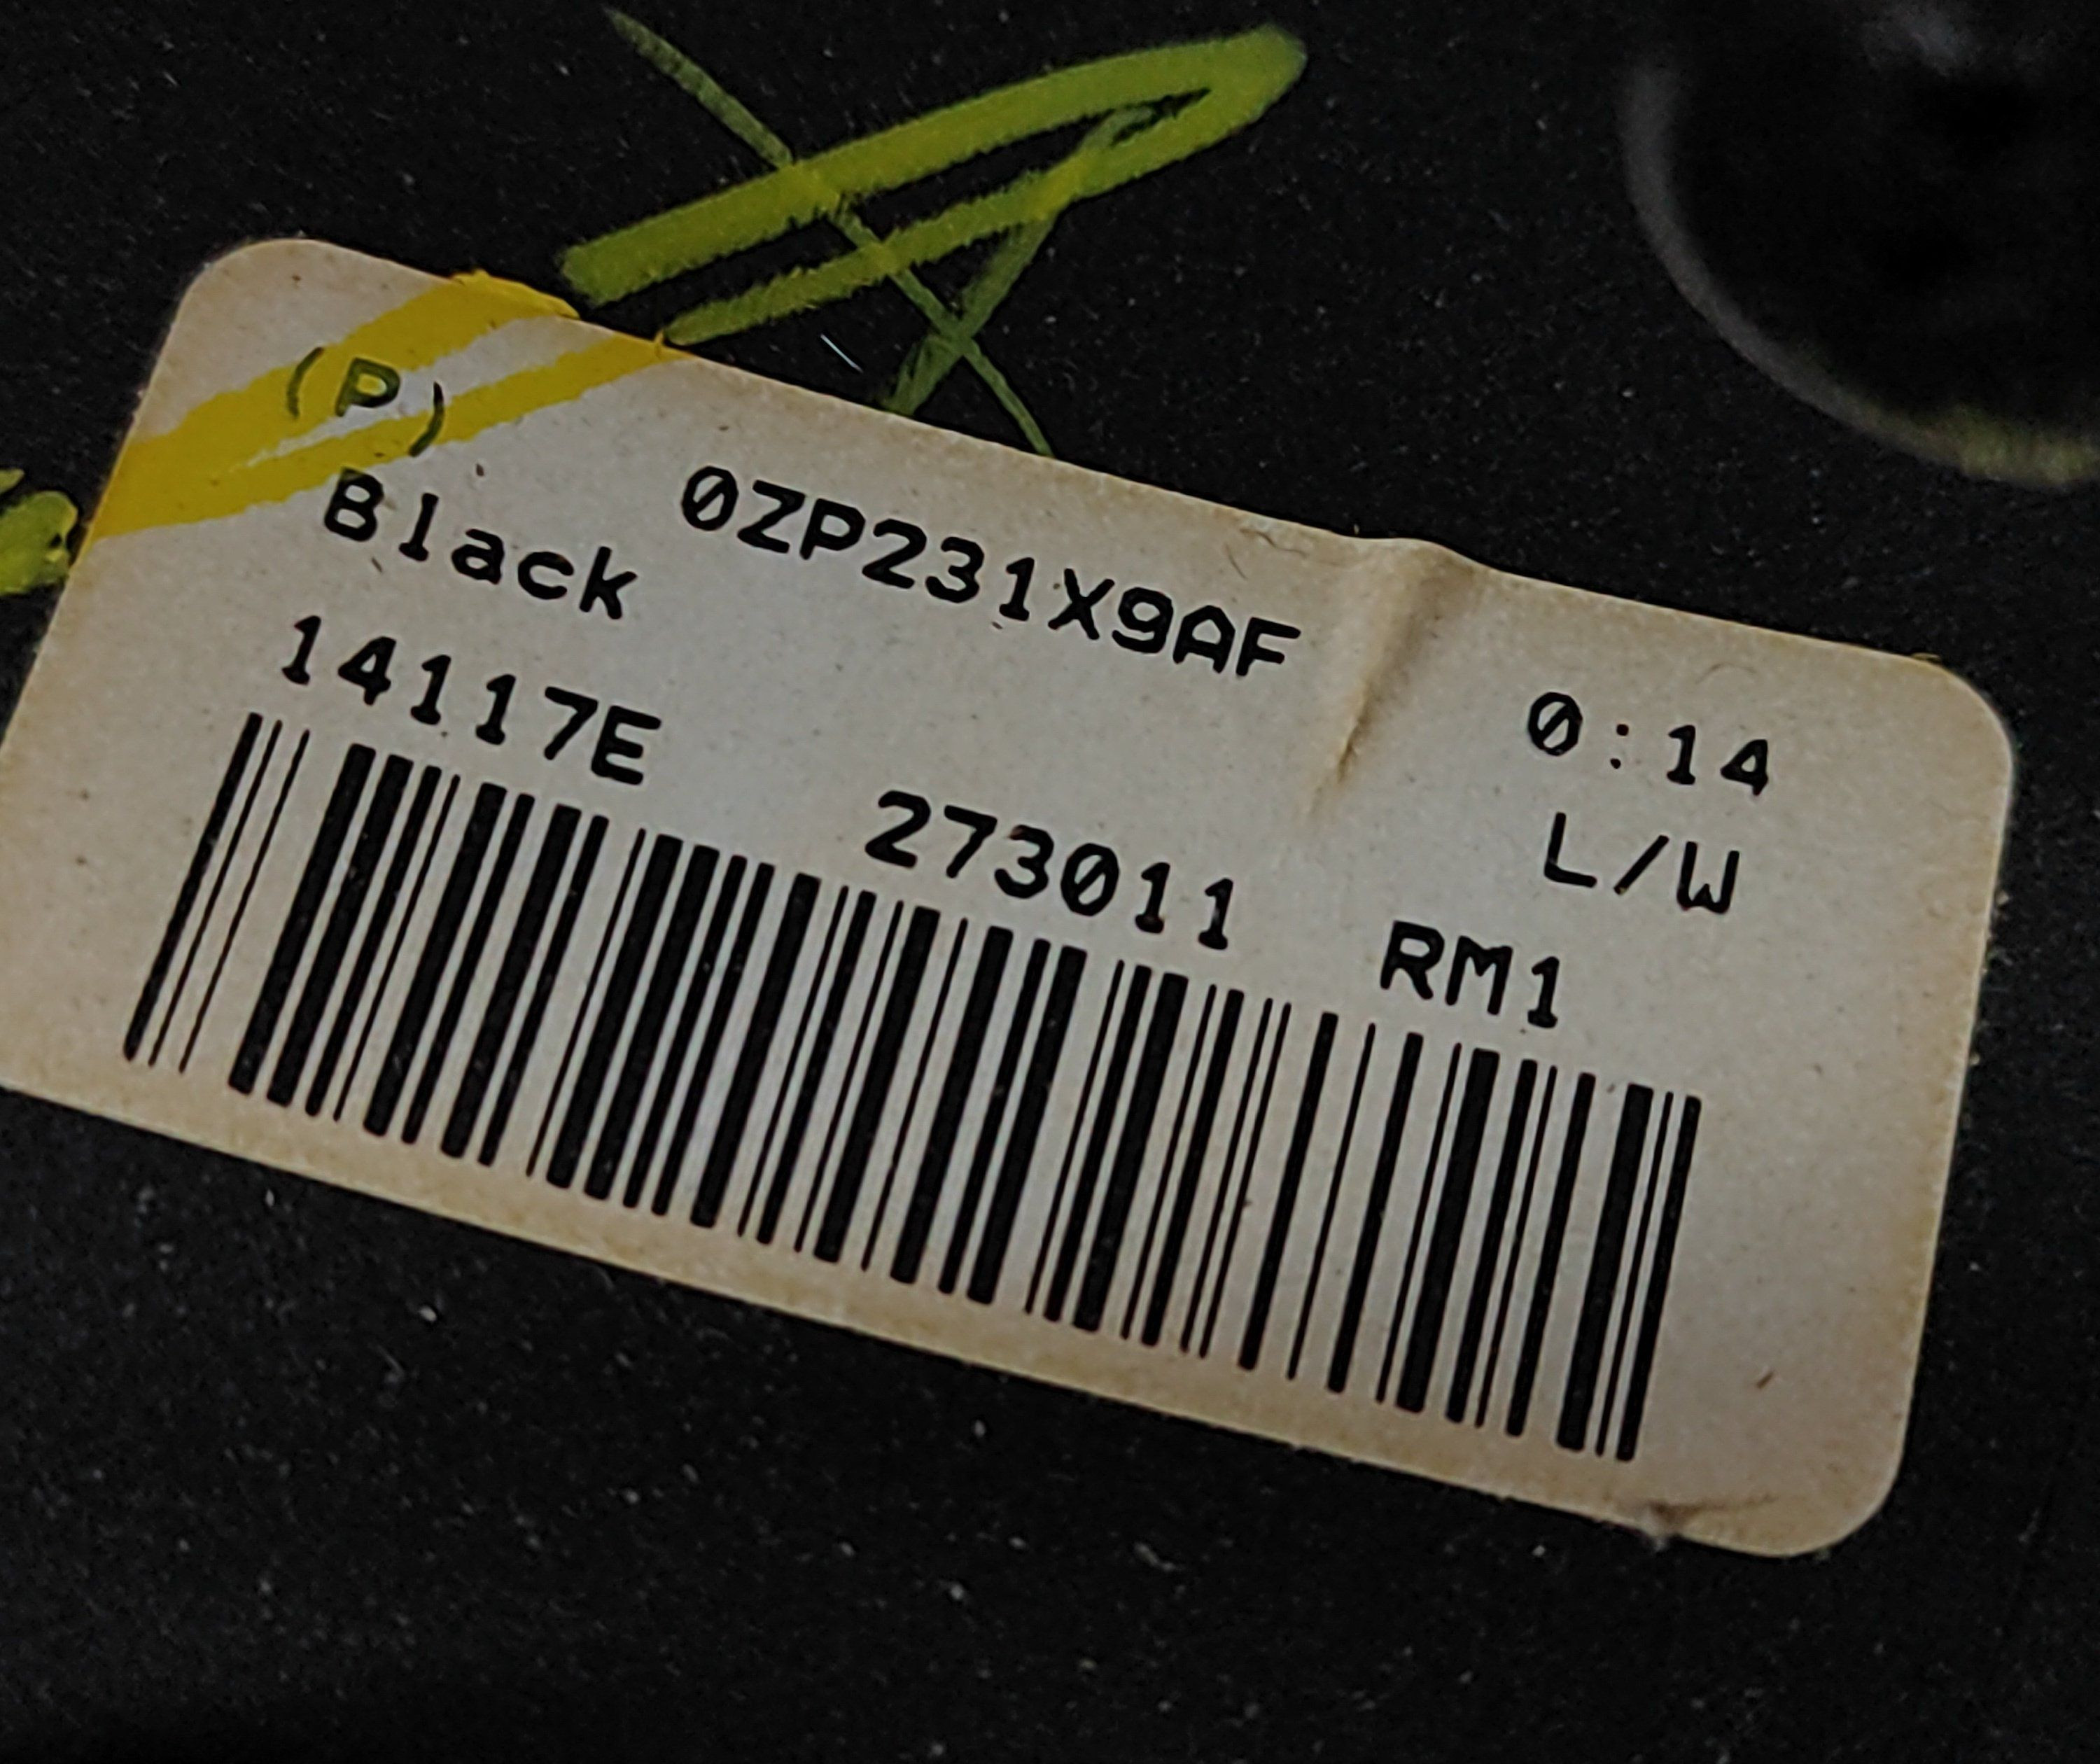 (P) 0ZP231X9AF 0:14
Black L/W
14117E 273011 RM1